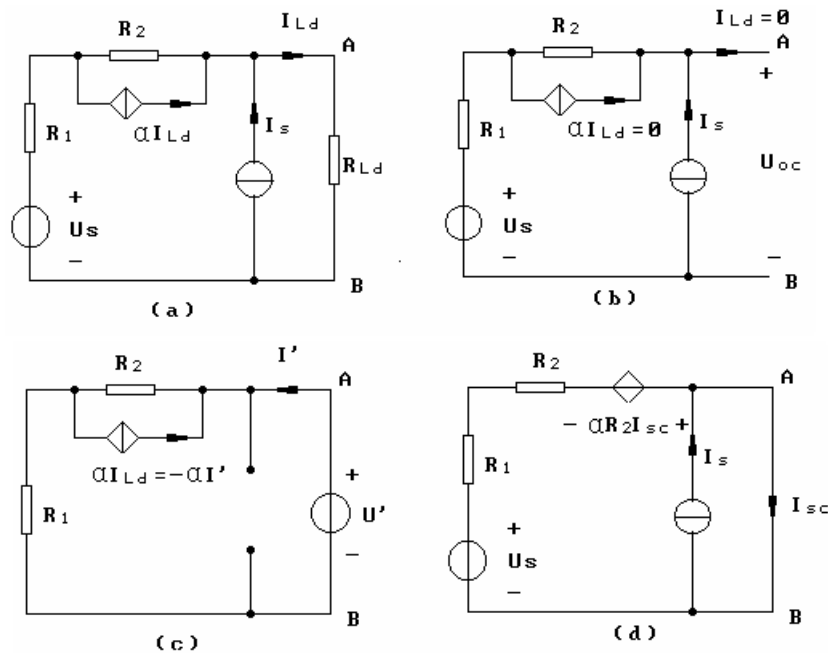 R2
ILd
A
αILd
R1
Is
RLd
+
Us
−
B
(a)
ILd=0
R2
A
+
αILd=0
R1
Is
Uoc
+
Us
−
−
B
(b)
R2
I'
A
αILd=-αI'
R1
+
U'
−
B
(c)
R2
A
− αR2Isc +
R1
Is
Isc
+
Us
−
B
(d)